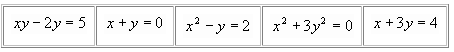 xy − 2y = 5 x + y = 0 x² − y = 2 x² + 3y² = 0 x + 3y = 4